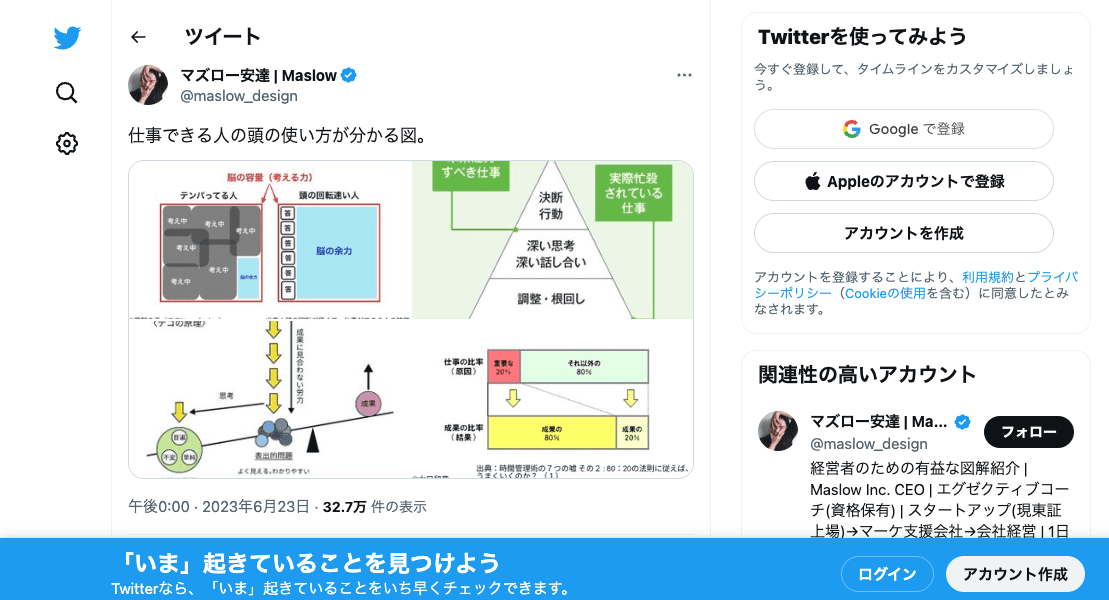 ツイート
マズロー安達 | Maslow
@maslow_design
仕事できる人の頭の使い方が分かる図。
脳の容量（考える力）
テンパってる人
頭の回転速い人
考え中
考え中
考え中
考え中
考え中
考え中
脳の余力
答
答
答
答
答
答
脳の余力
すべき仕事
実際忙殺
されている
仕事
決断
行動
深い思考
深い話し合い
調整・根回し
（テコの原理）
成果に見合わない労力
思考
成果
普遍
不変
単純
表出的問題
よく見える。わかりやすい
仕事の比率
（原因）
重要な
20%
それ以外の
80%
成果の比率
（結果）
成果の
80%
成果の
20%
出典：時間管理術の７つの嘘 その２:80：20の法則に従えば、
うまくいくのか？（１）
午後0:00 · 2023年6月23日 · 32.7万 件の表示
Twitterを使ってみよう
今すぐ登録して、タイムラインをカスタマイズしましょ
う。
Google で登録
Appleのアカウントで登録
アカウントを作成
アカウントを登録することにより、利用規約とプライバ
シーポリシー（Cookieの使用を含む）に同意したとみ
なされます。
関連性の高いアカウント
マズロー安達 | Ma...
@maslow_design
フォロー
経営者のための有益な図解紹介 |
Maslow Inc. CEO | エグゼクティブコー
チ(資格保有) | スタートアップ(現東証
上場)→マーケ支援会社→会社経営 | 1日
「いま」起きていることを見つけよう
Twitterなら、「いま」起きていることをいち早くチェックできます。
ログイン
アカウント作成